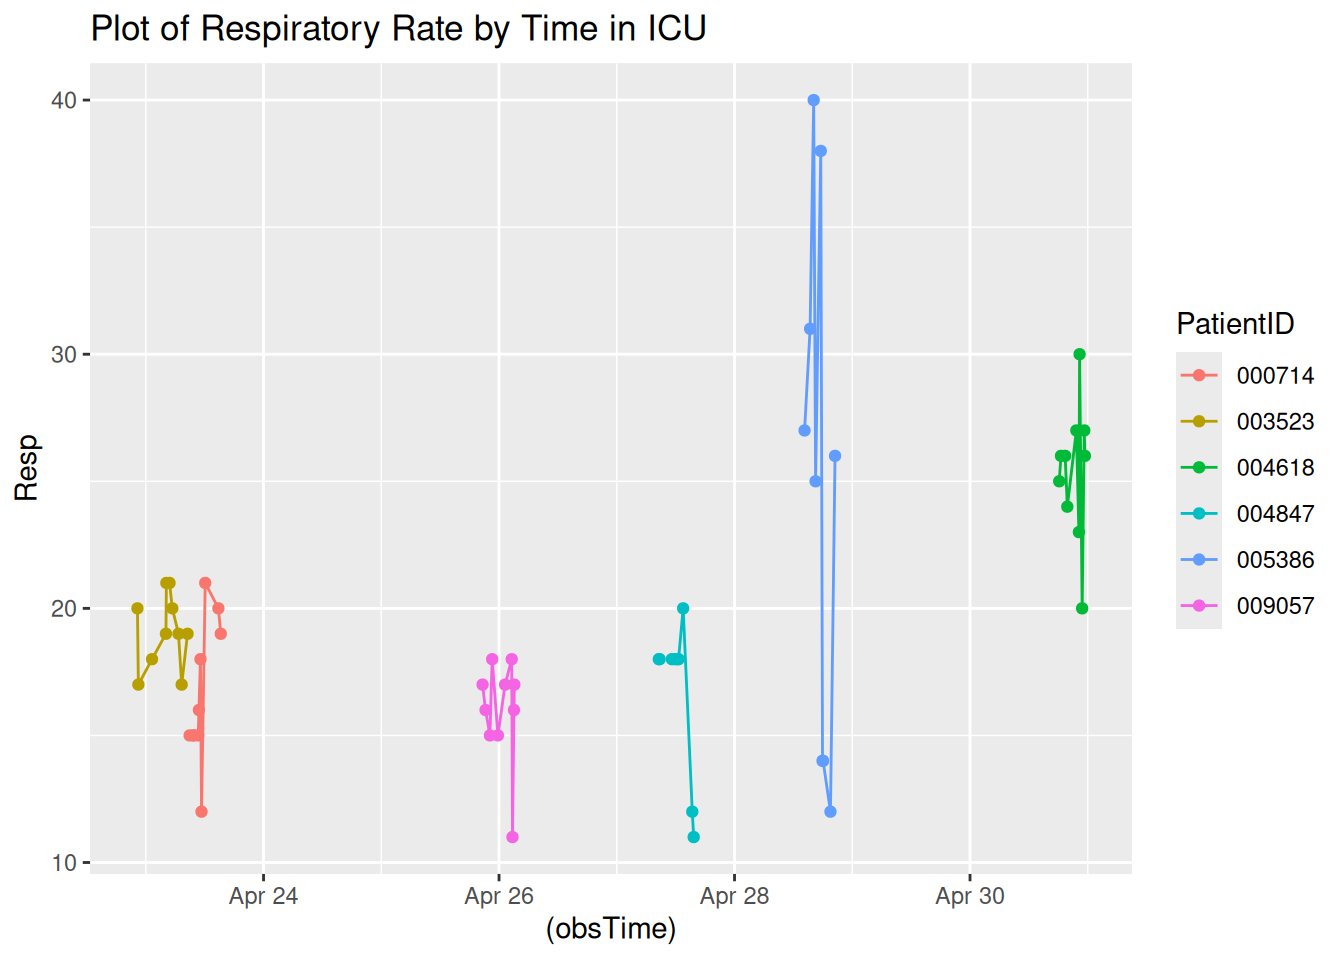 Plot of Respiratory Rate by Time in ICU
40
30
20
10
Resp
Apr 24
Apr 26
Apr 28
Apr 30
(obsTime)
PatientID
000714
003523
004618
004847
005386
009057